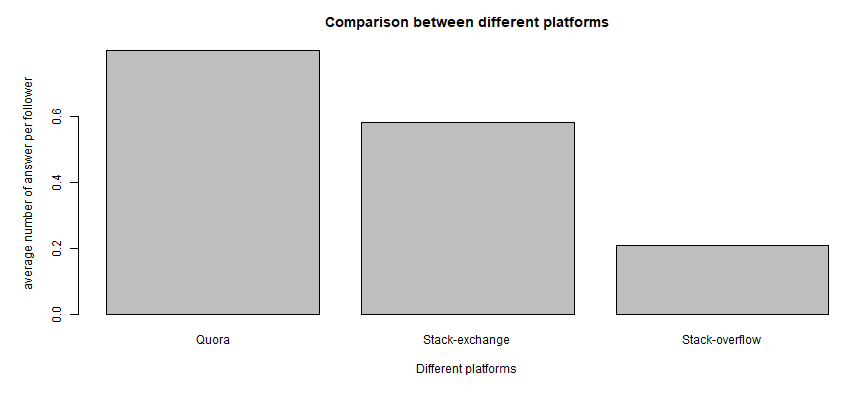 Comparison between different platforms
average number of answer per follower
0.6
0.4
0.2
0.0
Quora Stack-exchange Stack-overflow
Different platforms